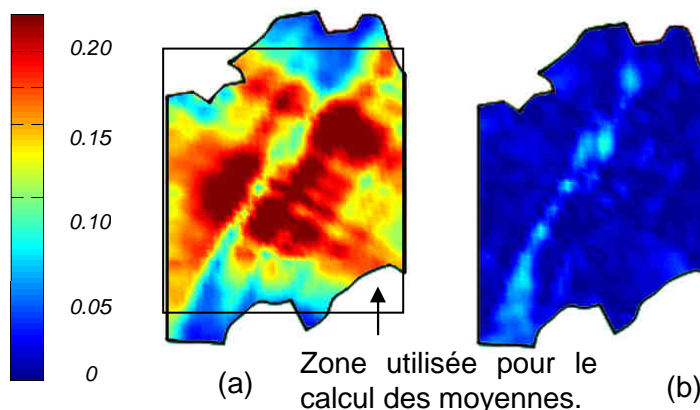 0.20
0.15
0.10
0.05
0
(a)
Zone utilisée pour le
calcul des moyennes.
(b)